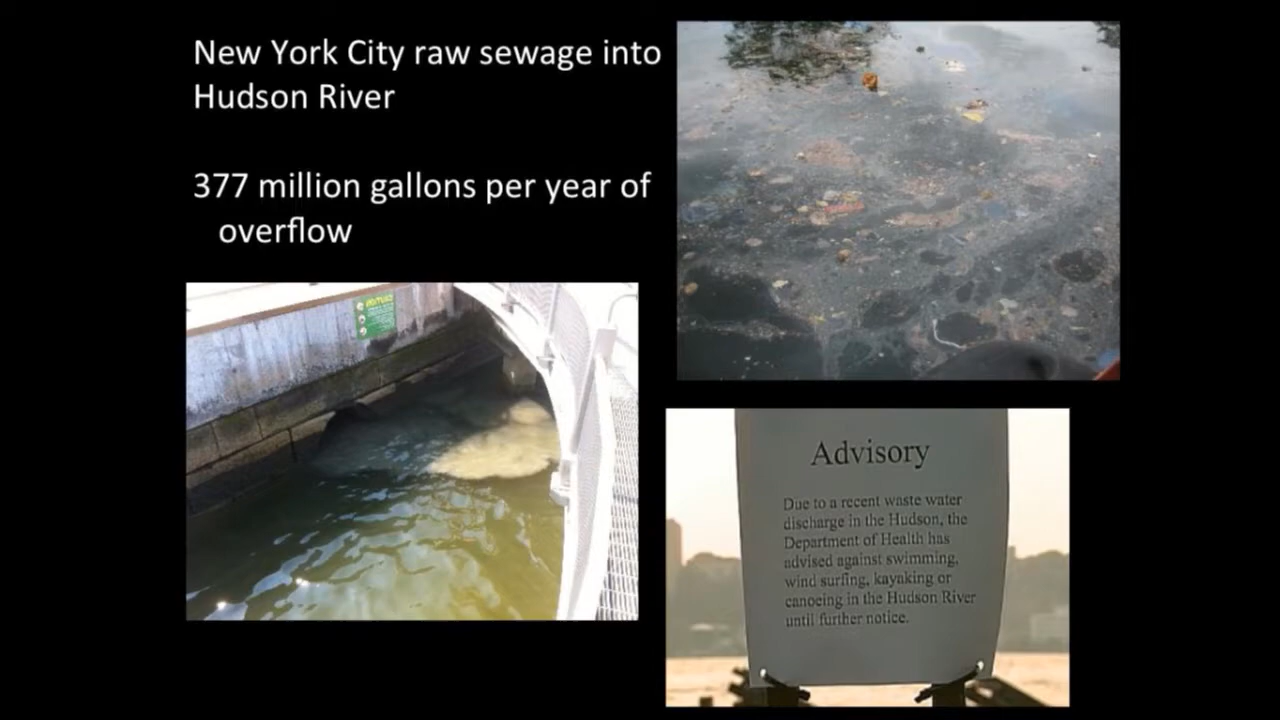 New York City raw sewage into
Hudson River
377 million gallons per year of
overflow
Advisory
Due to a recent waste water
discharge in the Hudson, the
Department of Health has
advised against swimming,
wind surfing, kayaking or
canoeing in the Hudson River
until further notice.